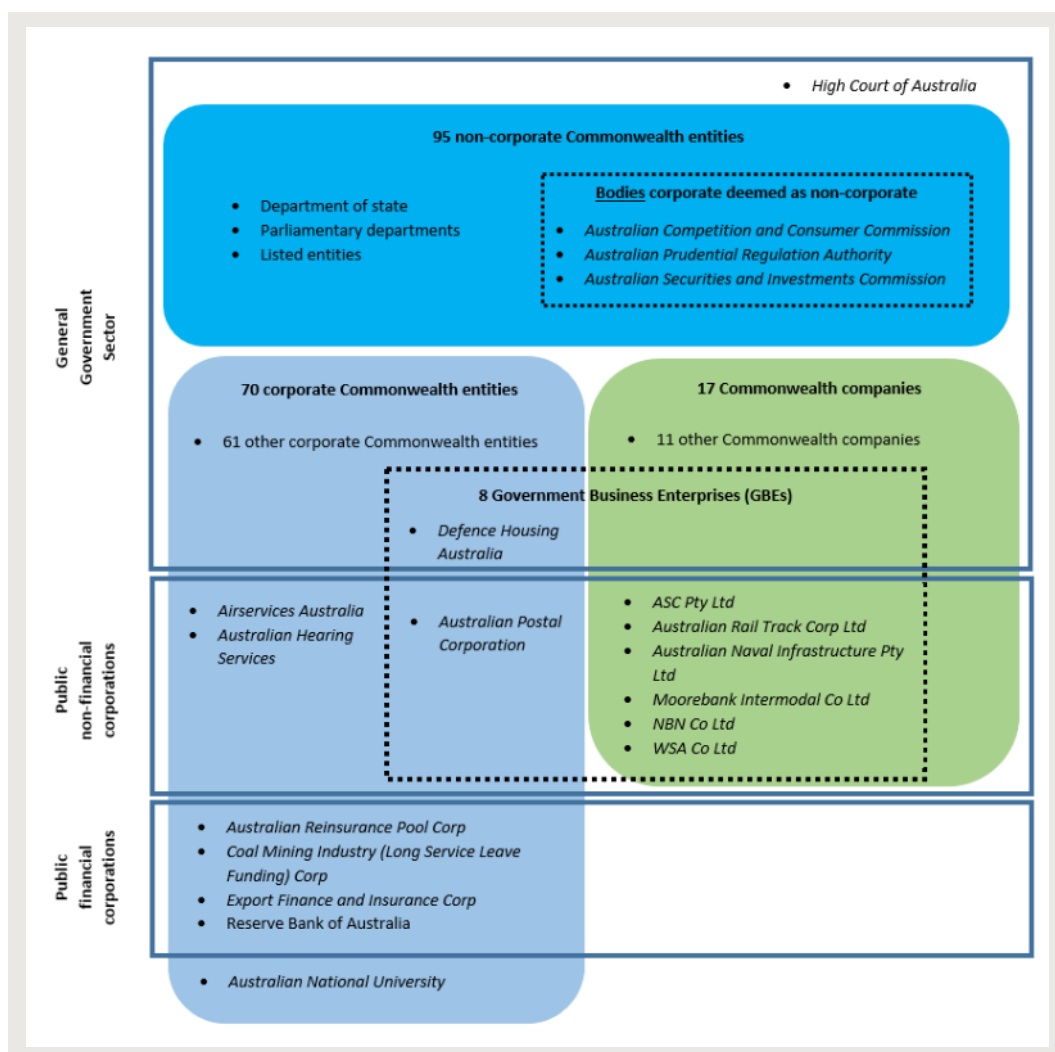 • High Court of Australia
95 non-corporate Commonwealth entities
• Department of state
• Parliamentary departments
• Listed entities
Bodies corporate deemed as non-corporate
• Australian Competition and Consumer Commission
• Australian Prudential Regulation Authority
• Australian Securities and Investments Commission
General
Government
Sector
70 corporate Commonwealth entities
• 61 other corporate Commonwealth entities
17 Commonwealth companies
• 11 other Commonwealth companies
8 Government Business Enterprises (GBEs)
• Defence Housing
Australia
Public
non-financial
corporations
• Airservices Australia
• Australian Hearing
Services
• Australian Postal
Corporation
• ASC Pty Ltd
• Australian Rail Track Corp Ltd
• Australian Naval Infrastructure Pty
Ltd
• Moorebank Intermodal Co Ltd
• NBN Co Ltd
• WSA Co Ltd
Public
financial
corporations
• Australian Reinsurance Pool Corp
• Coal Mining Industry (Long Service Leave
Funding) Corp
• Export Finance and Insurance Corp
• Reserve Bank of Australia
• Australian National University